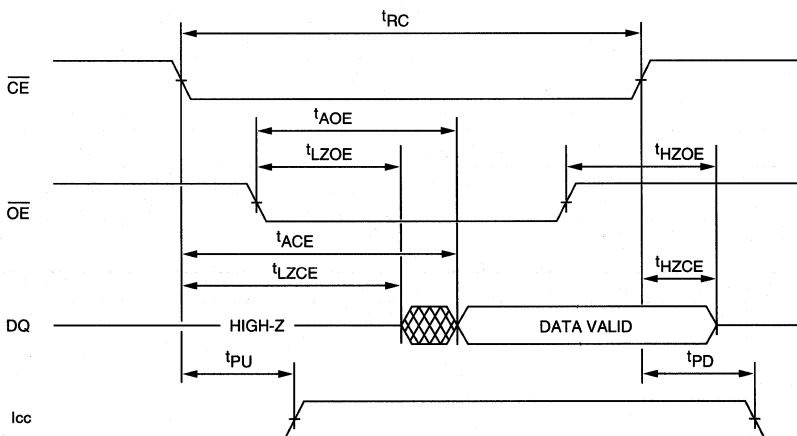 tRC
CE
tAOE
tLZOE
tHZOE
OE
tACE
tLZCE
tHZCE
DQ
HIGH-Z
DATA VALID
tPU
tPD
Icc